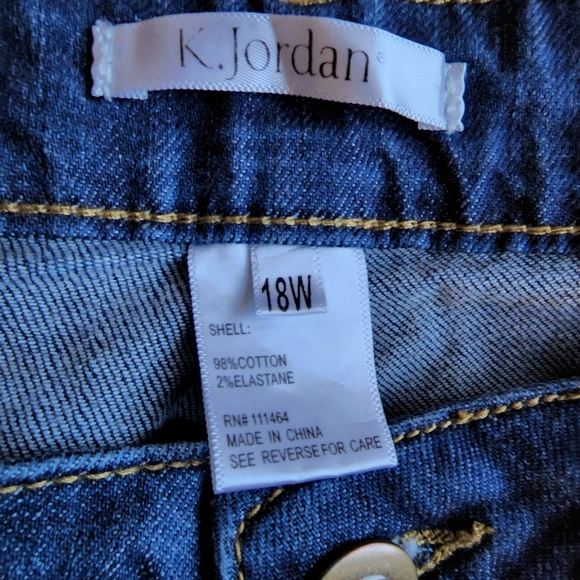 K. Jordan®
18W
SHELL:
98%COTTON
2%ELASTANE
RN# 111464
MADE IN CHINA
SEE REVERSE FOR CARE